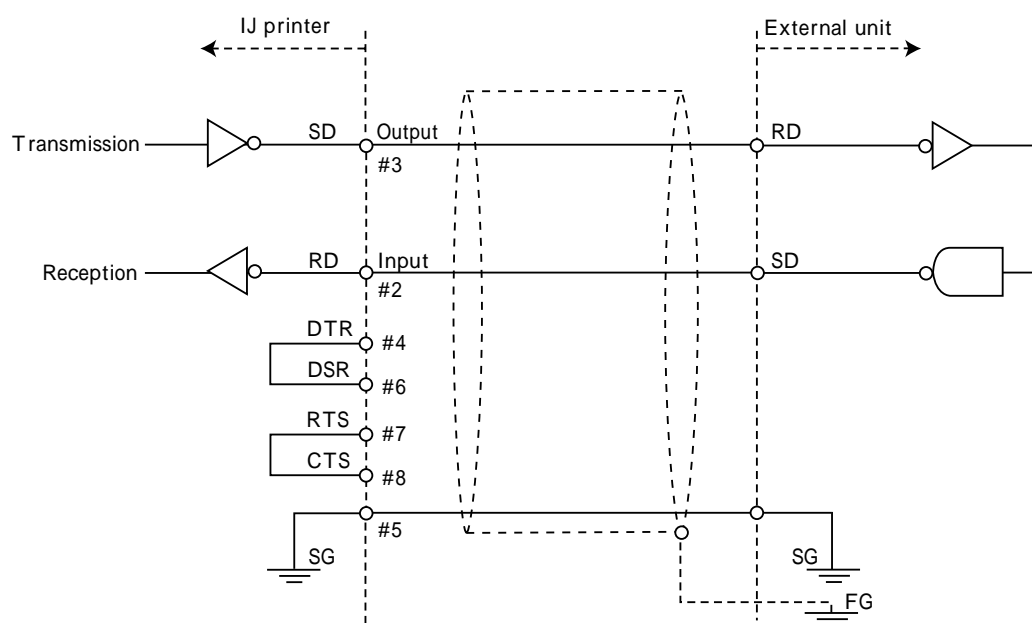 IJ printer
External unit
Transmission
SD
Output
RD
#3
Reception
RD
Input
SD
#2
DTR
#4
DSR
#6
RTS
#7
CTS
#8
#5
SG
SG
FG